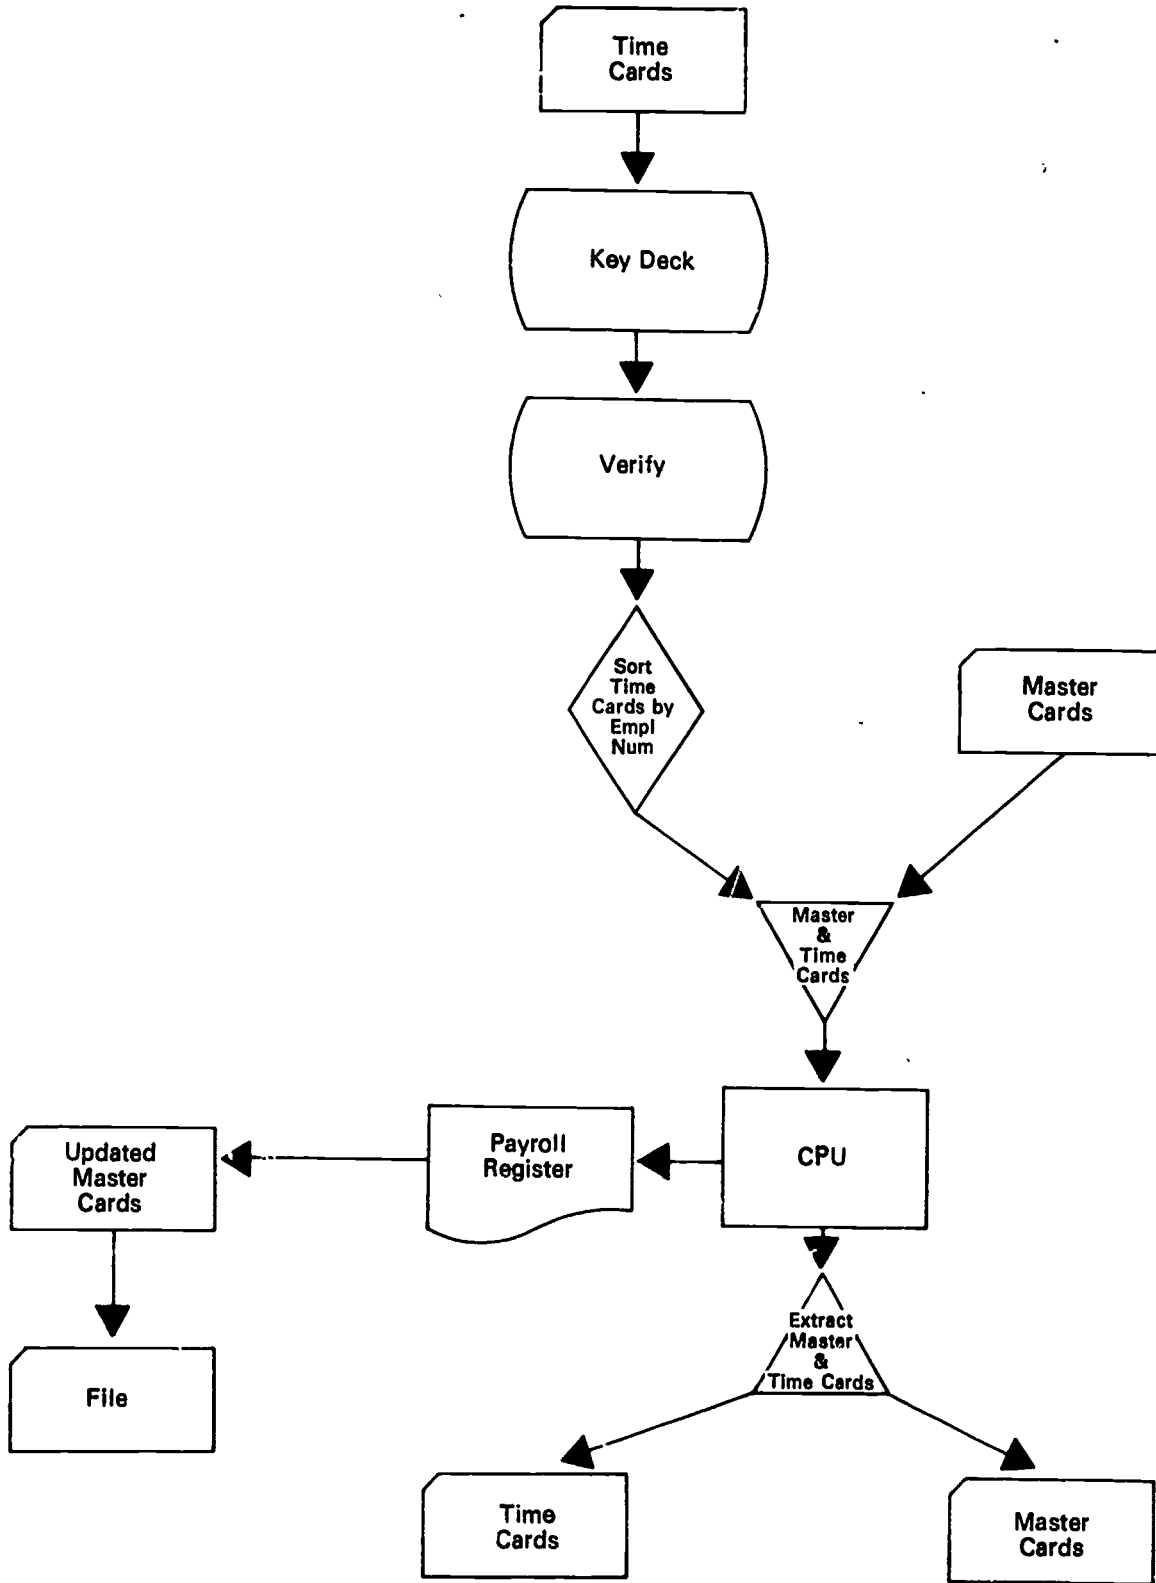 Time
Cards
Key Deck
Verify
Sort
Time
Cards by
Empl
Num
Master
Cards
Master
&
Time
Cards
CPU
Payroll
Register
Updated
Master
Cards
File
Extract
Master
&
Time Cards
Time
Cards
Master
Cards